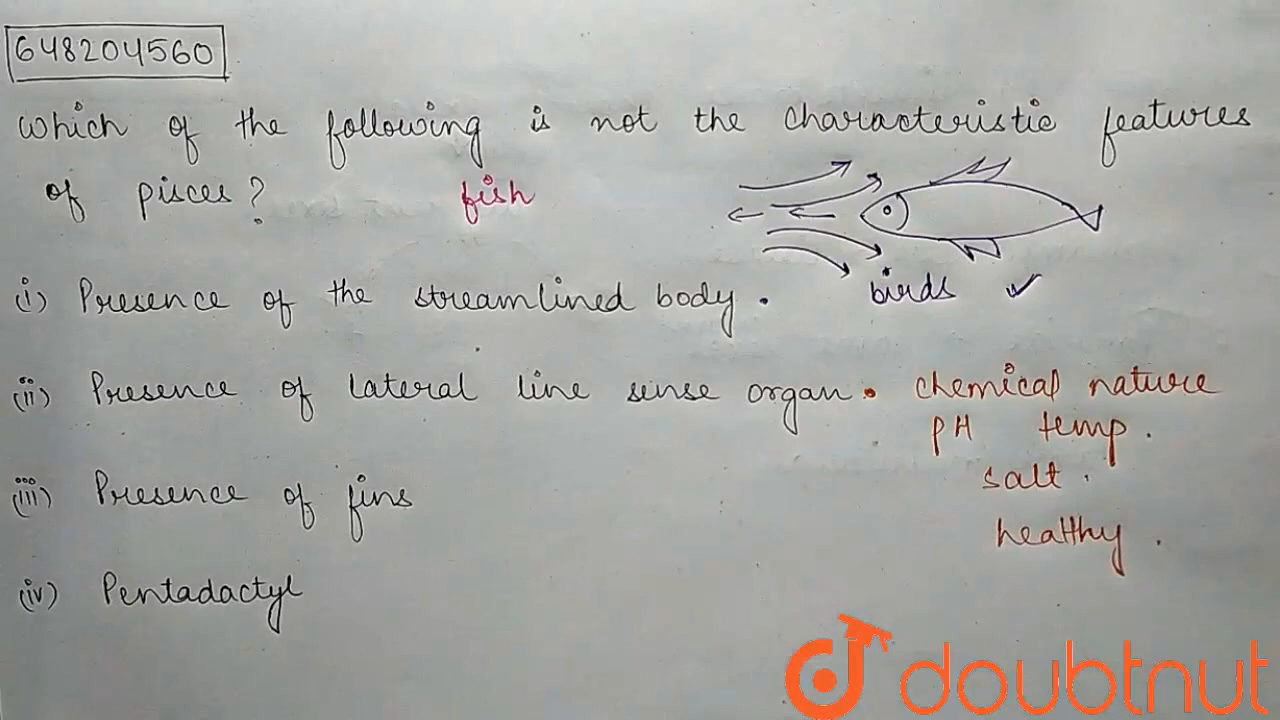 648204560
Which of the following is not the characteristic features
of pisces? fish
(i) Presence of the streamlined body. birds
(ii) Presence of lateral line sense organ. chemical nature
pH temp.
salt.
(iii) Presence of fins
healthy.
(iv) Pentadactyl
doubtnut